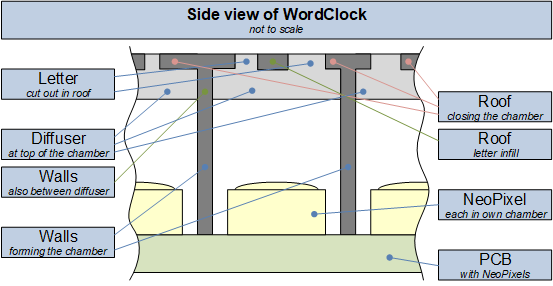 Side view of WordClock
not to scale
Letter
cut out in roof
Diffuser
at top of the chamber
Walls
also between diffuser
Walls
forming the chamber
Roof
closing the chamber
Roof
letter infill
NeoPixel
each in own chamber
PCB
with NeoPixels